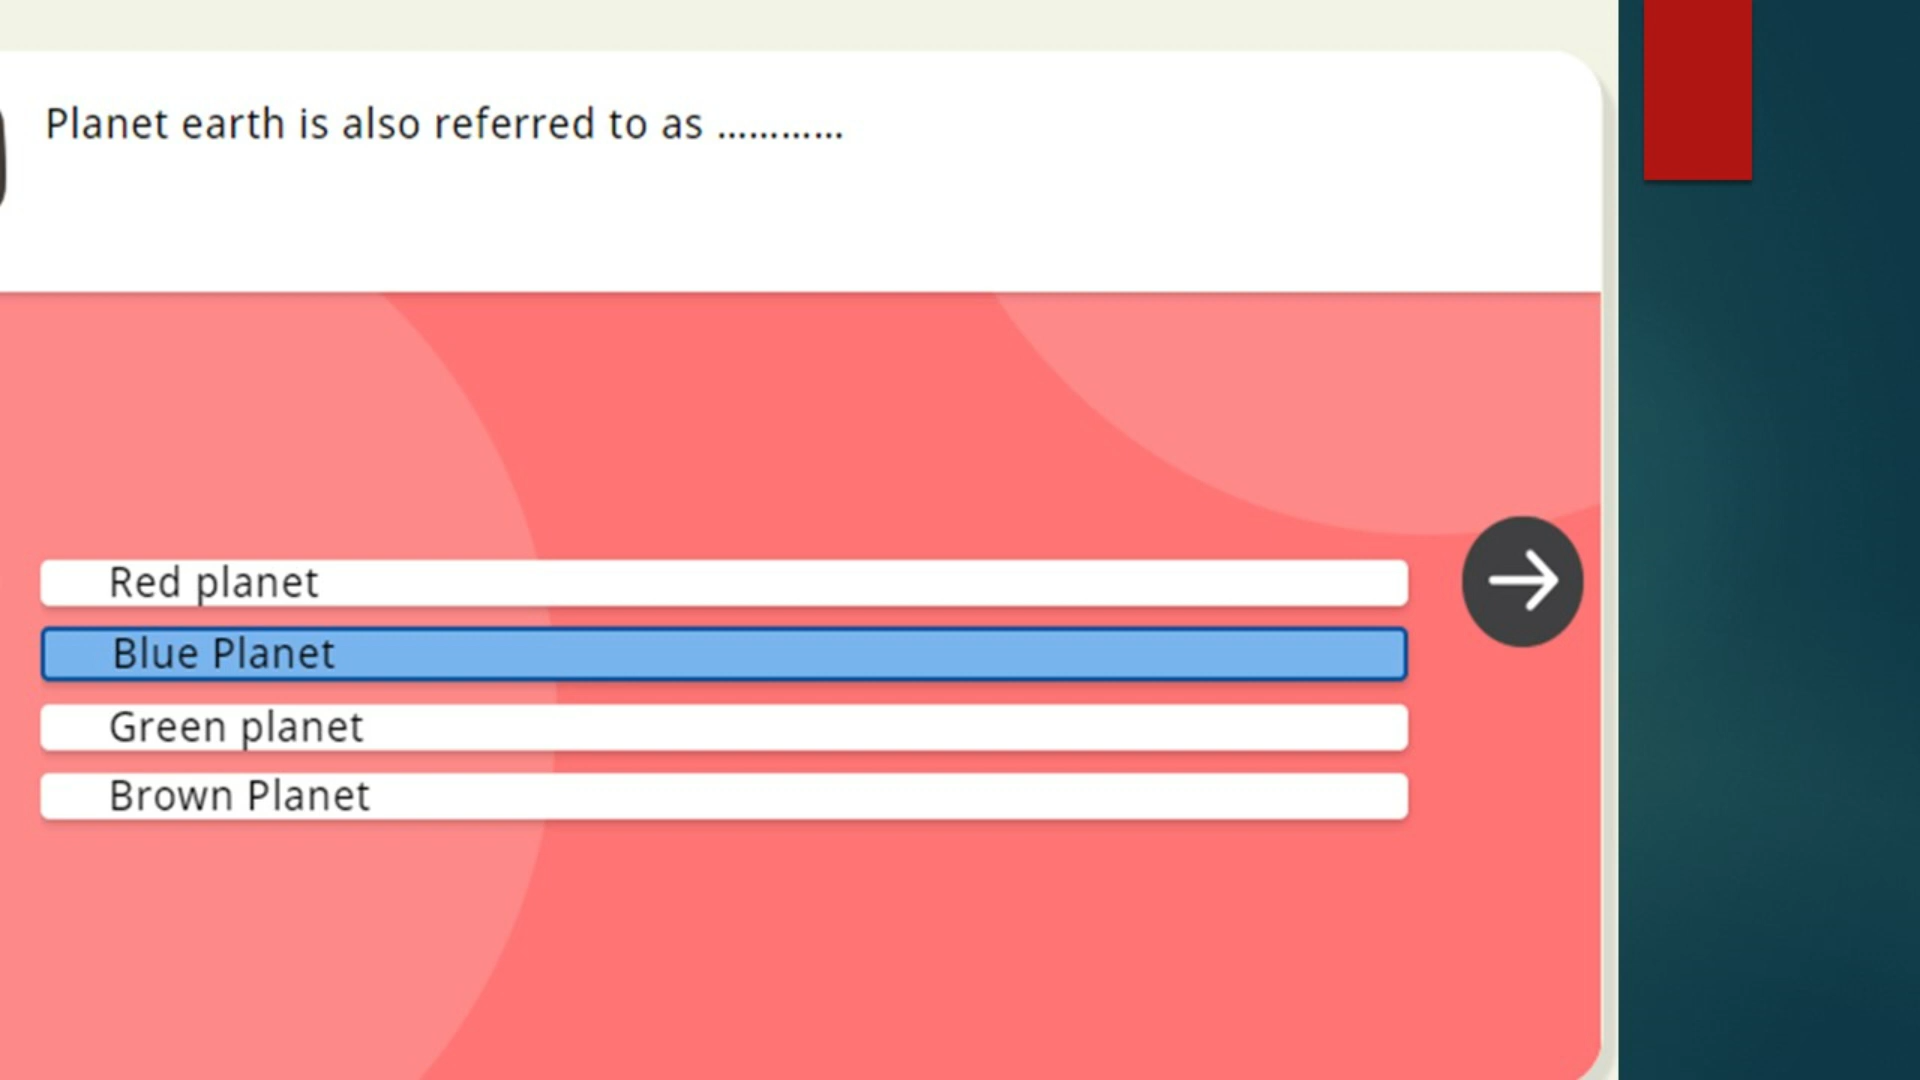 Planet earth is also referred to as ............
Red planet
Blue Planet
Green planet
Brown Planet